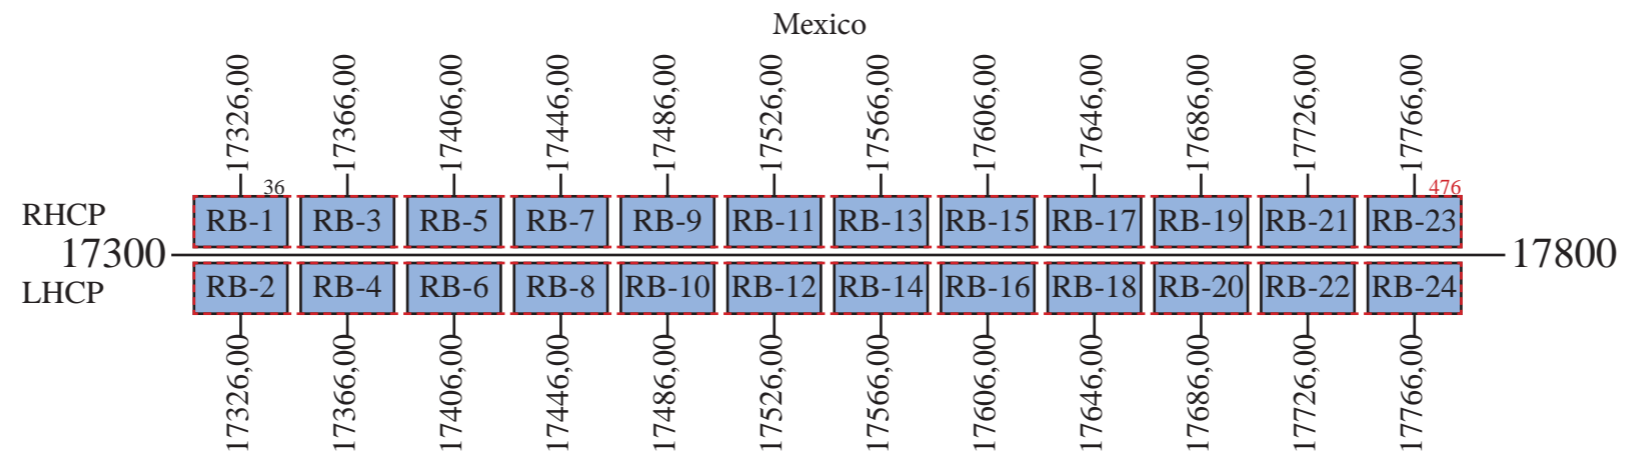 Mexico
17326,00 17366,00 17406,00 17446,00 17486,00 17526,00 17566,00 17606,00 17646,00 17686,00 17726,00 17766,00
36 476
RHCP RB-1 RB-3 RB-5 RB-7 RB-9 RB-11 RB-13 RB-15 RB-17 RB-19 RB-21 RB-23
17300 17800
LHCP RB-2 RB-4 RB-6 RB-8 RB-10 RB-12 RB-14 RB-16 RB-18 RB-20 RB-22 RB-24
17326,00 17366,00 17406,00 17446,00 17486,00 17526,00 17566,00 17606,00 17646,00 17686,00 17726,00 17766,00